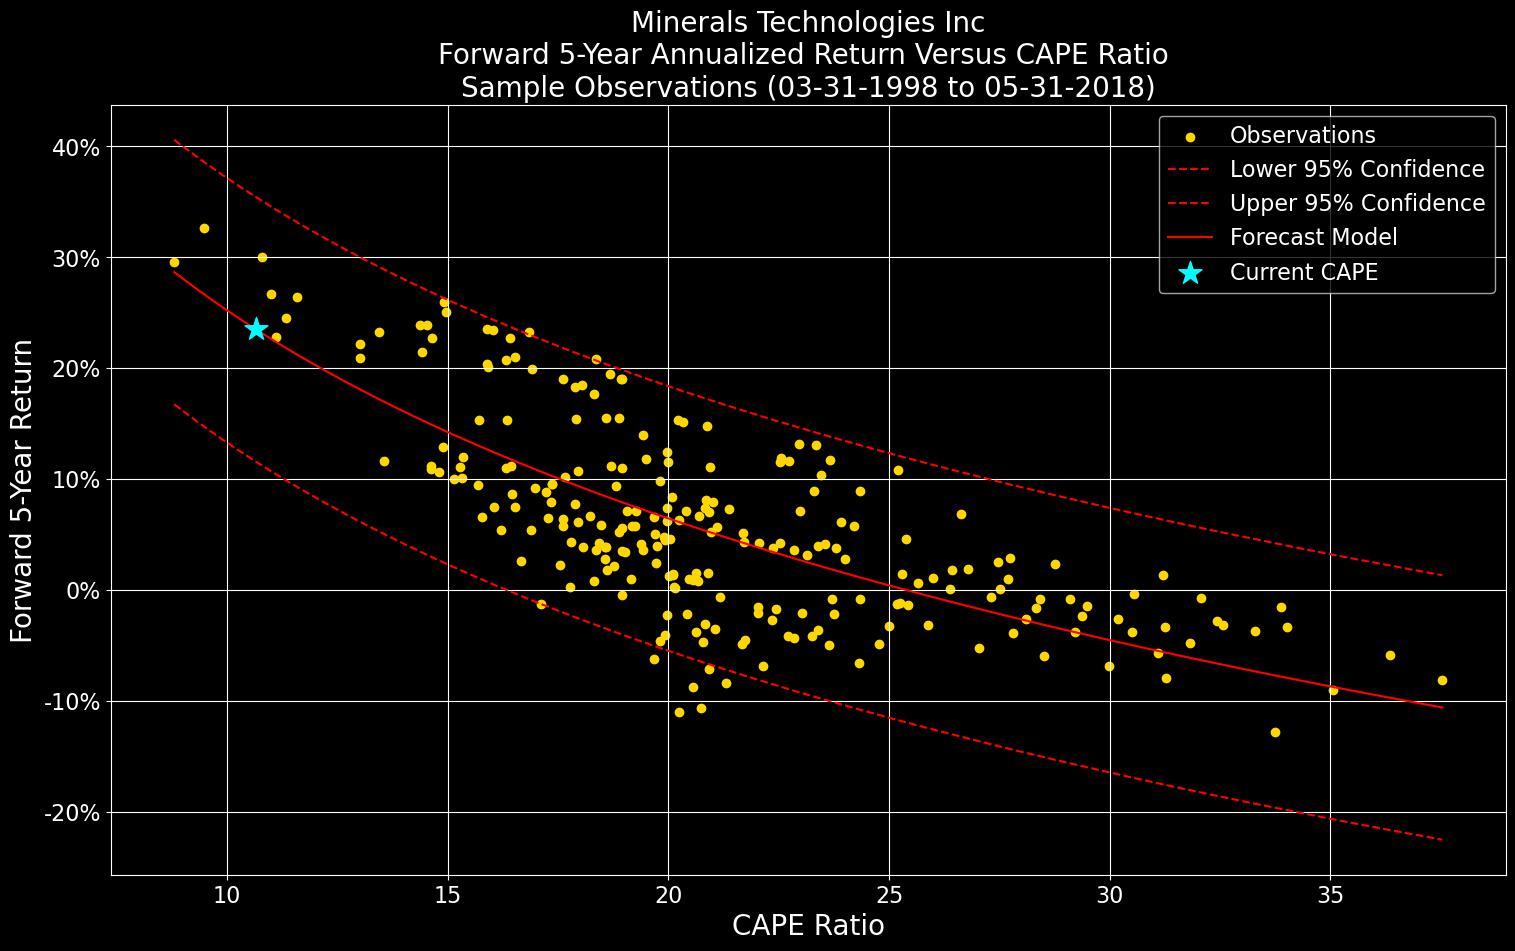 Minerals Technologies Inc
Forward 5-Year Annualized Return Versus CAPE Ratio
Sample Observations (03-31-1998 to 05-31-2018)
Observations
Lower 95% Confidence
Upper 95% Confidence
Forecast Model
Current CAPE
Forward 5-Year Return
40%
30%
20%
10%
0%
-10%
-20%
10 15 20 25 30 35
CAPE Ratio